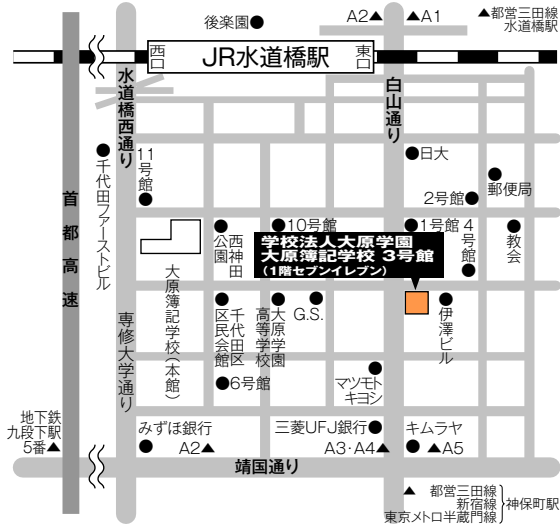 後楽園●
A2▲
▲A1
▲都営三田線
水道橋駅
西口
JR水道橋駅
東口
水道橋西通り
白山通り
首都高速
●千代田ファーストビル
11号館
●日大
郵便局
2号館●
西神田公園
●10号館
●1号館
4号館
教会
学校法人大原学園
大原簿記学校 3号館
(1階セブンイレブン)
大原簿記学校(本館)
専修大学通り
千代田区区民会館
大原学園高等学校
G.S.
伊澤ビル
●6号館
マツモト
キヨシ
地下鉄
九段下駅
5番▲
みずほ銀行
A2▲
三菱UFJ銀行●
A3・A4▲
キムラヤ
▲A5
靖国通り
▲ 都営三田線
新宿線
東京メトロ半蔵門線
神保町駅